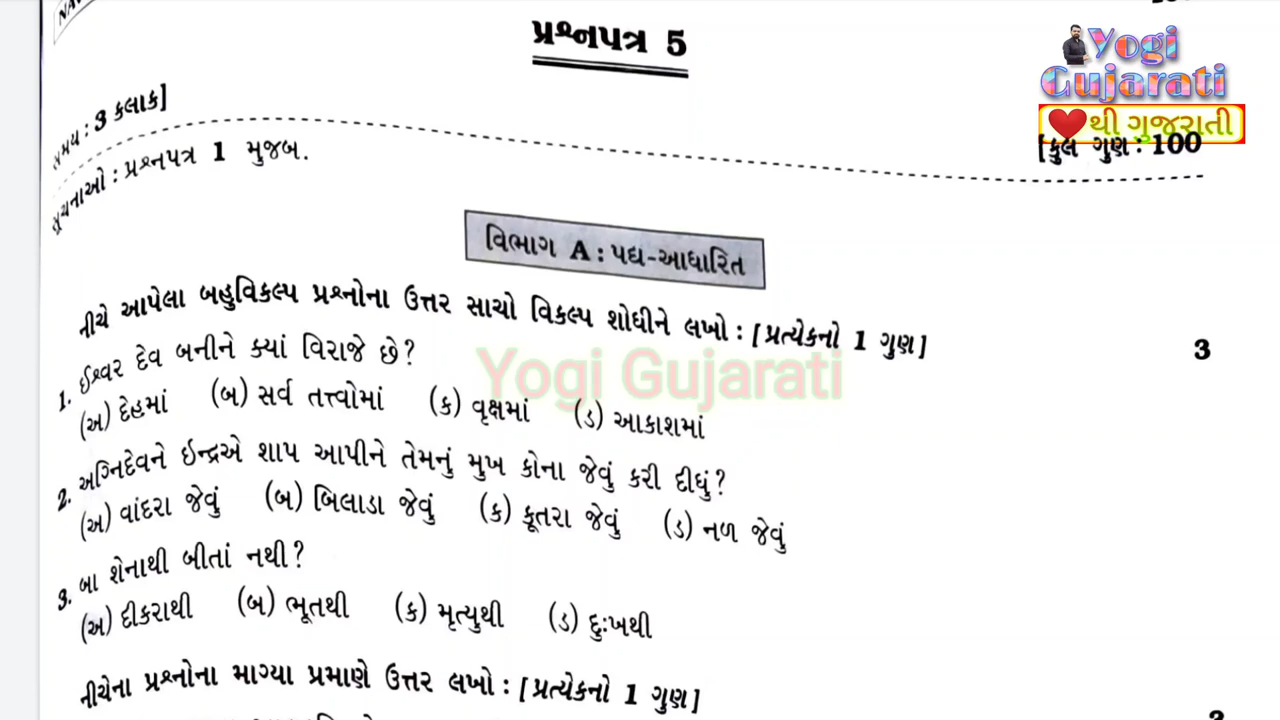 પ્રશ્નપત્ર 5
Yogi
Gujarati
❤થી ગુજરાતી
સમય : 3 કલાક]
[કુલ ગુણ : 100
સૂચનાઓ : પ્રશ્નપત્ર 1 મુજબ.
વિભાગ A : પદ્ય-આધારિત
નીચે આપેલા બહુવિકલ્પ પ્રશ્નોના ઉત્તર સાચો વિકલ્પ શોધીને લખો : [પ્રત્યેકનો 1 ગુણ] 3
1. ઈશ્વર દેવ બનીને ક્યાં વિરાજે છે?
Yogi Gujarati
(અ) દેહમાં (બ) સર્વ તત્ત્વોમાં (ક) વૃક્ષમાં (ડ) આકાશમાં
2. અગ્નિદેવને ઇન્દ્રએ શાપ આપીને તેમનું મુખ કોના જેવું કરી દીધું?
(અ) વાંદરા જેવું (બ) બિલાડા જેવું (ક) કૂતરા જેવું (ડ) નળ જેવું
3. બા શેનાથી બીતાં નથી?
(અ) દીકરાથી (બ) ભૂતથી (ક) મૃત્યુથી (ડ) દુઃખથી
નીચેના પ્રશ્નોના માગ્યા પ્રમાણે ઉત્તર લખો : [પ્રત્યેકનો 1 ગુણ]